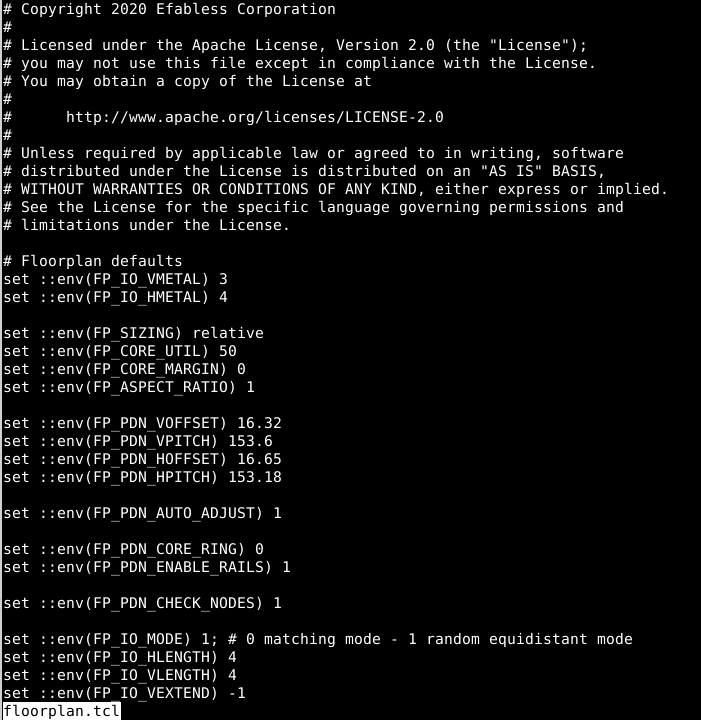 # Copyright 2020 Efabless Corporation
#
# Licensed under the Apache License, Version 2.0 (the "License");
# you may not use this file except in compliance with the License.
# You may obtain a copy of the License at
#
#      http://www.apache.org/licenses/LICENSE-2.0
#
# Unless required by applicable law or agreed to in writing, software
# distributed under the License is distributed on an "AS IS" BASIS,
# WITHOUT WARRANTIES OR CONDITIONS OF ANY KIND, either express or implied.
# See the License for the specific language governing permissions and
# limitations under the License.

# Floorplan defaults
set ::env(FP_IO_VMETAL) 3
set ::env(FP_IO_HMETAL) 4

set ::env(FP_SIZING) relative
set ::env(FP_CORE_UTIL) 50
set ::env(FP_CORE_MARGIN) 0
set ::env(FP_ASPECT_RATIO) 1

set ::env(FP_PDN_VOFFSET) 16.32
set ::env(FP_PDN_VPITCH) 153.6
set ::env(FP_PDN_HOFFSET) 16.65
set ::env(FP_PDN_HPITCH) 153.18

set ::env(FP_PDN_AUTO_ADJUST) 1

set ::env(FP_PDN_CORE_RING) 0
set ::env(FP_PDN_ENABLE_RAILS) 1

set ::env(FP_PDN_CHECK_NODES) 1

set ::env(FP_IO_MODE) 1; # 0 matching mode - 1 random equidistant mode
set ::env(FP_IO_HLENGTH) 4
set ::env(FP_IO_VLENGTH) 4
set ::env(FP_IO_VEXTEND) -1
floorplan.tcl